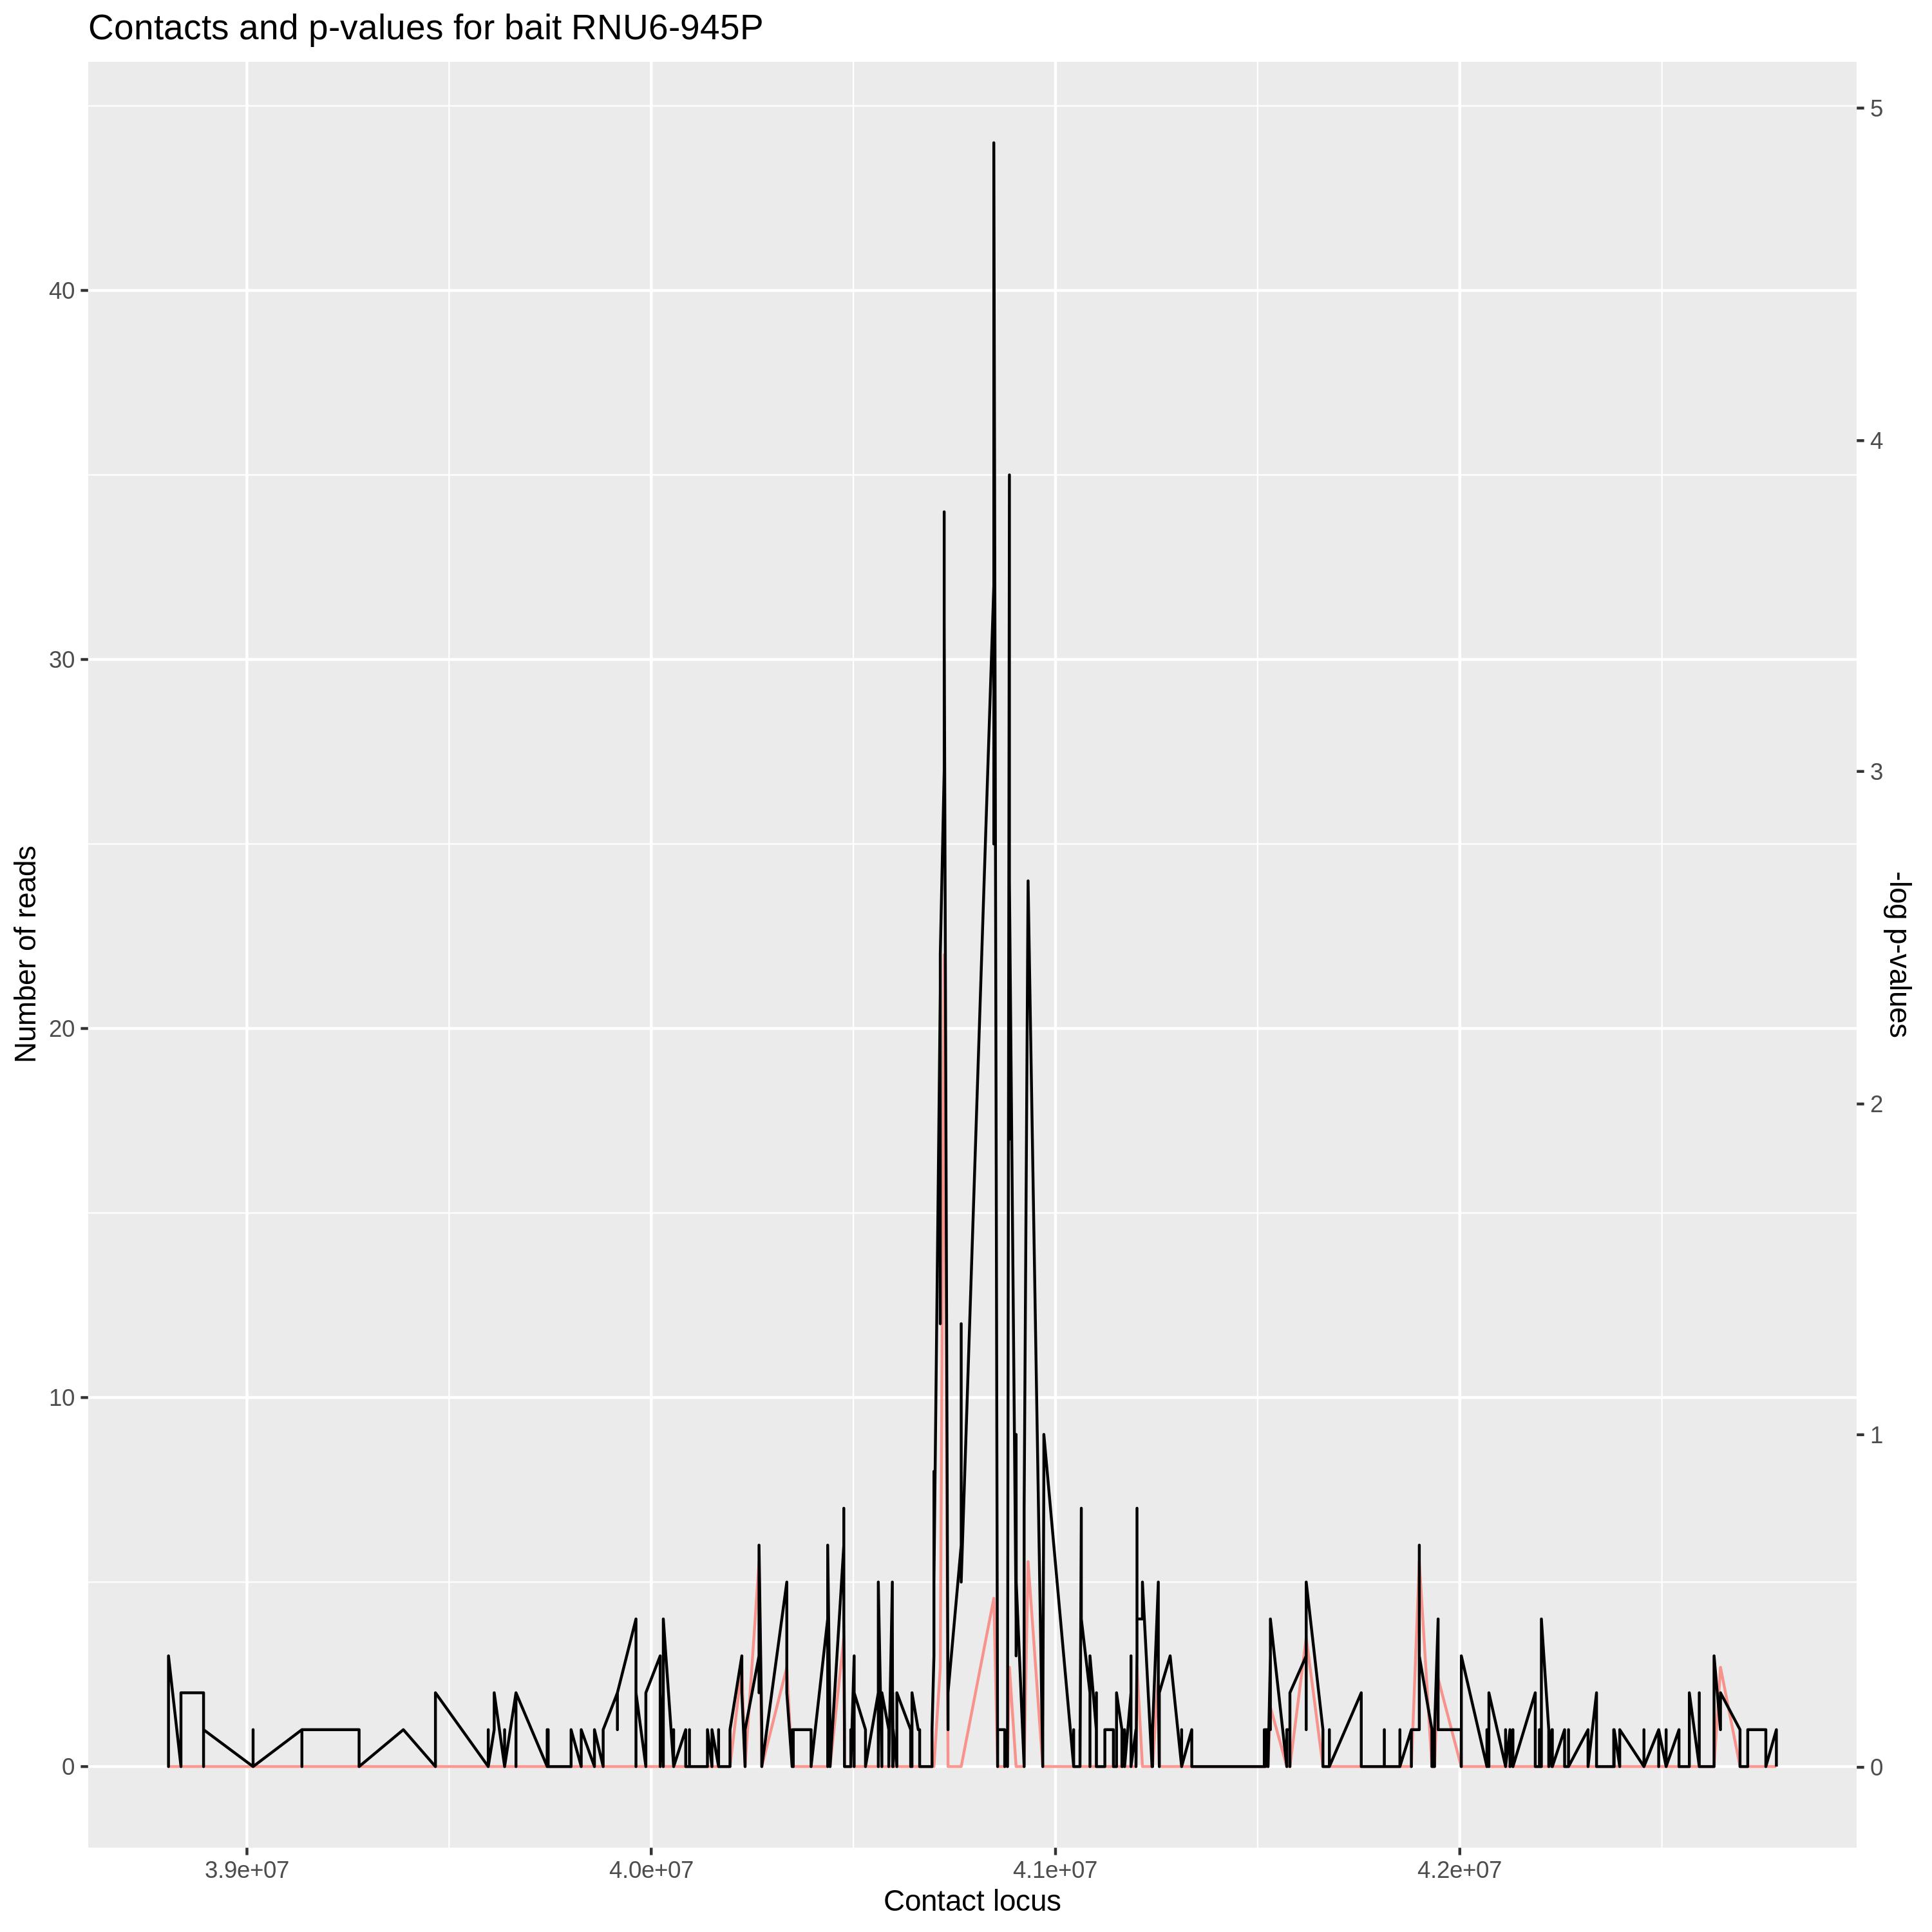 Contacts and p-values for bait RNU6-945P
Number of reads
40
30
20
10
0
5
4
3
2
1
0
-log p-values
3.9e+07
4.0e+07
4.1e+07
4.2e+07
Contact locus